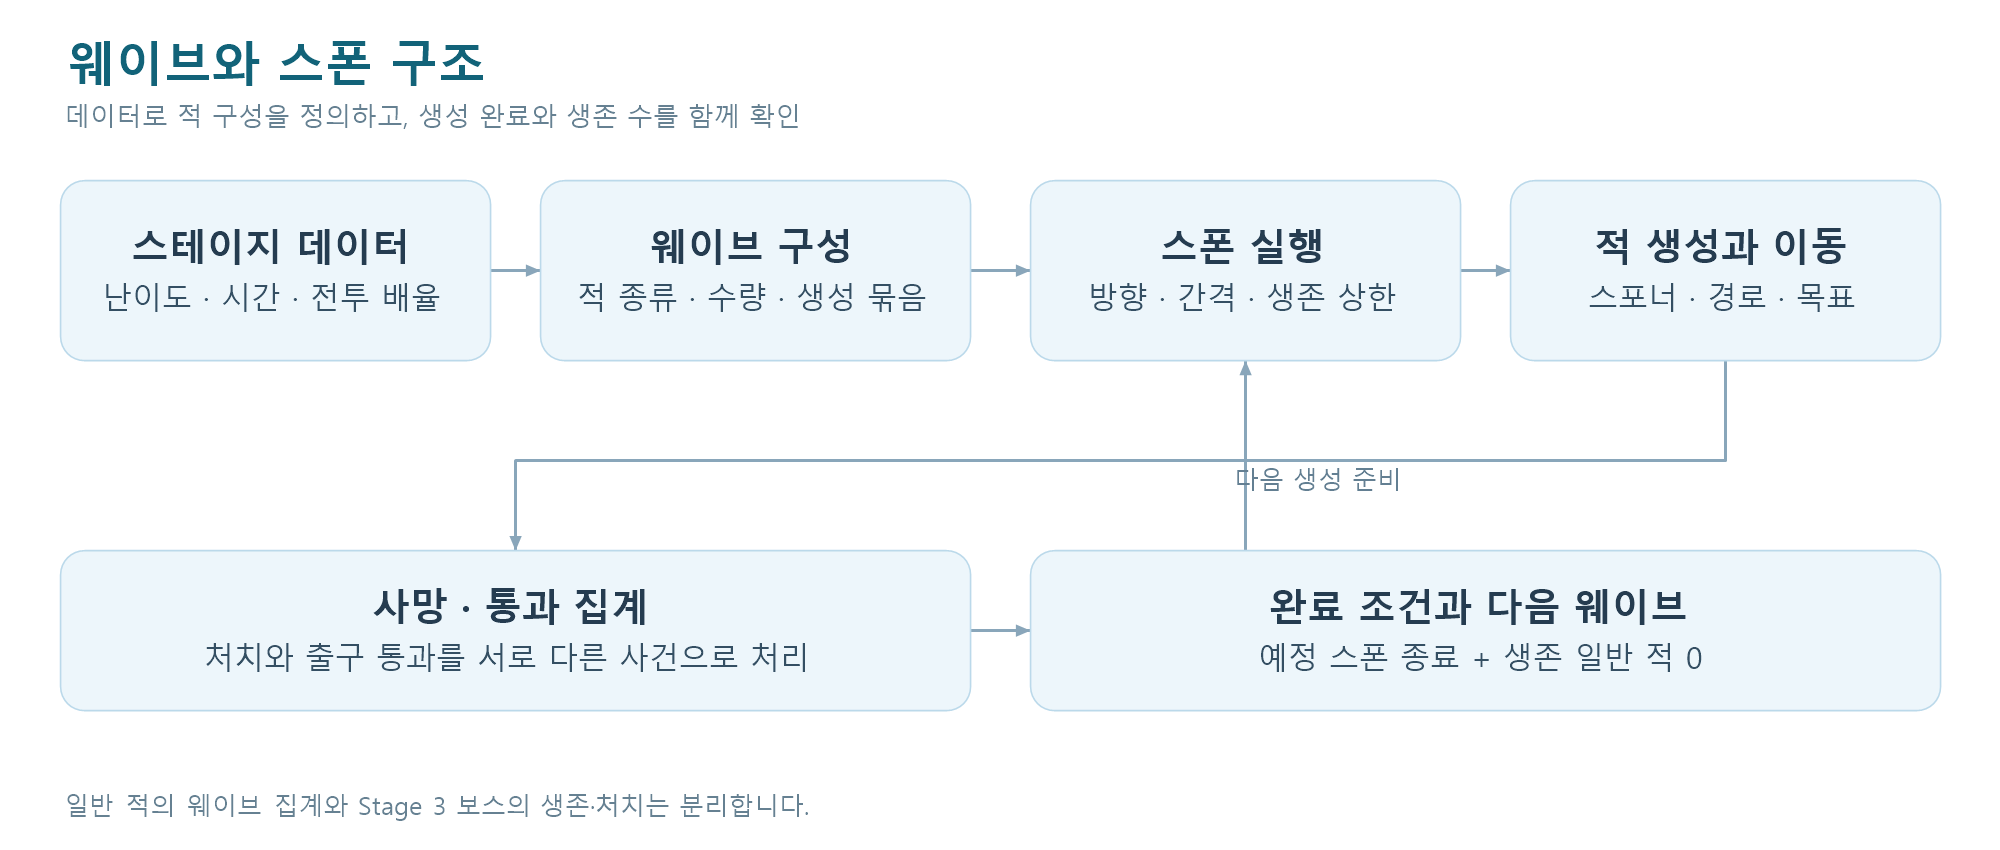 웨이브와 스폰 구조
데이터로 적 구성을 정의하고, 생성 완료와 생존 수를 함께 확인
스테이지 데이터
난이도 · 시간 · 전투 배율
웨이브 구성
적 종류 · 수량 · 생성 묶음
스폰 실행
방향 · 간격 · 생존 상한
적 생성과 이동
스포너 · 경로 · 목표
다음 생성 준비
사망 · 통과 집계
처치와 출구 통과를 서로 다른 사건으로 처리
완료 조건과 다음 웨이브
예정 스폰 종료 + 생존 일반 적 0
일반 적의 웨이브 집계와 Stage 3 보스의 생존·처치는 분리합니다.